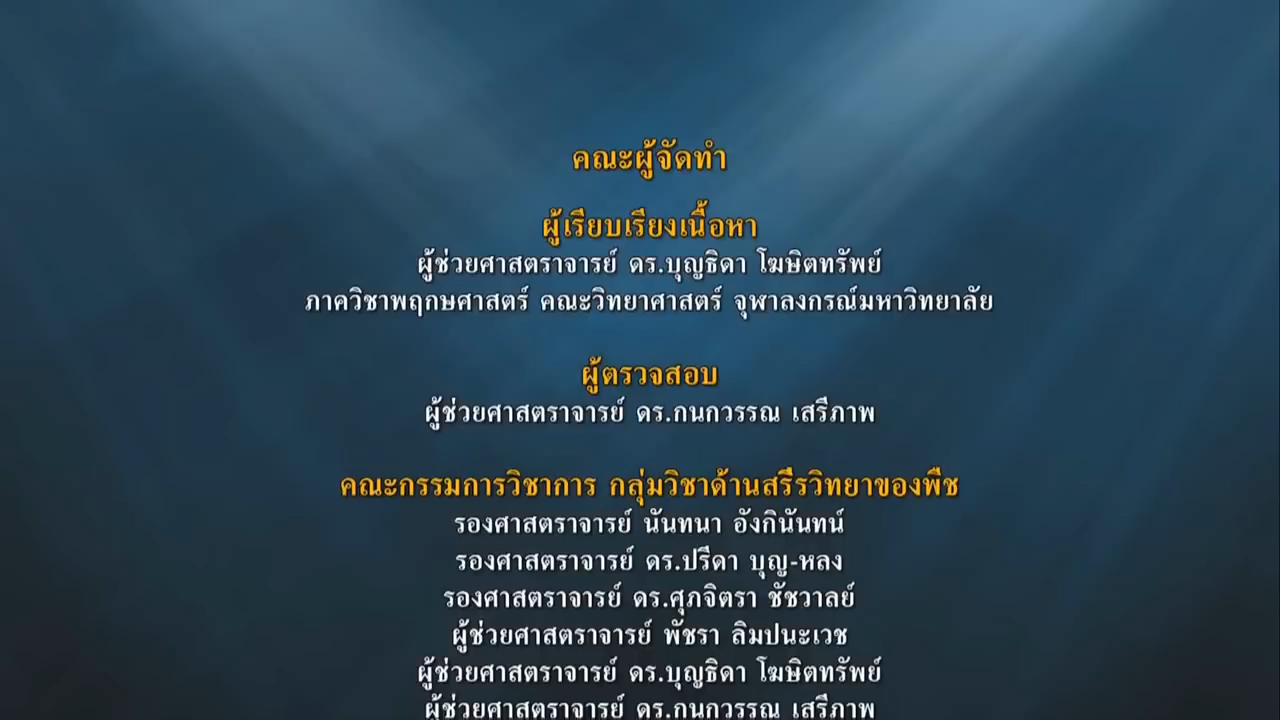 คณะผู้จัดทำ
ผู้เรียบเรียงเนื้อหา
ผู้ช่วยศาสตราจารย์ ดร.บุญธิดา โฆษิตทรัพย์
ภาควิชาพฤกษศาสตร์ คณะวิทยาศาสตร์ จุฬาลงกรณ์มหาวิทยาลัย
ผู้ตรวจสอบ
ผู้ช่วยศาสตราจารย์ ดร.กนกวรรณ เสรีภาพ
คณะกรรมการวิชาการ กลุ่มวิชาด้านสรีรวิทยาของพืช
รองศาสตราจารย์ นันทนา อังกินันทน์
รองศาสตราจารย์ ดร.ปรีดา บุญ-หลง
รองศาสตราจารย์ ดร.ศุภจิตรา ชัชวาลย์
ผู้ช่วยศาสตราจารย์ พัชรา ลิมปนะเวช
ผู้ช่วยศาสตราจารย์ ดร.บุญธิดา โฆษิตทรัพย์
ผู้ช่วยศาสตราจารย์ ดร.กนกวรรณ เสรีภาพ